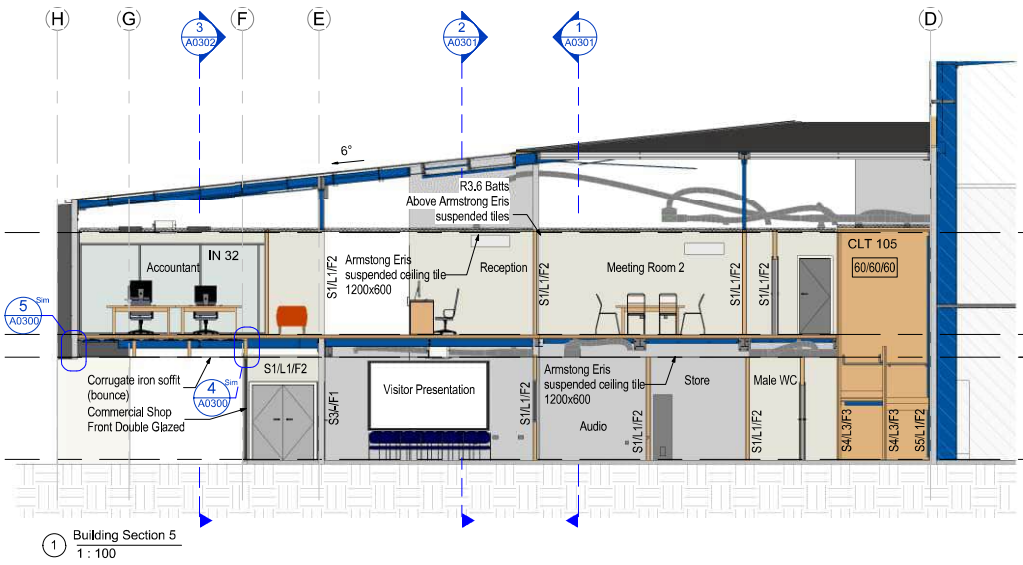 H
G
3
A0302
F
E
2
A0301
1
A0301
D
6°
R3.6 Batts
Above Armstrong Eris
suspended tiles
IN 32
Accountant
S1/L1/F2
Armstong Eris
suspended ceiling tile
1200x600
Reception
S1/L1/F2
Meeting Room 2
S1/L1/F2
S1/L1/F2
CLT 105
60/60/60
5
Sim
A0300
Corrugate iron soffit
(bounce)
Commercial Shop
Front Double Glazed
4
Sim
A0300
S1/L1/F2
S3/-/F1
Visitor Presentation
S1/L1/F2
Armstong Eris
suspended ceiling tile
1200x600
Audio
S1/L1/F2
Store
Male WC
S1/L1/F2
S1/L1/F2
S4/L3/F3
S4/L3/F3
S5/L1/F2
1
Building Section 5
1 : 100